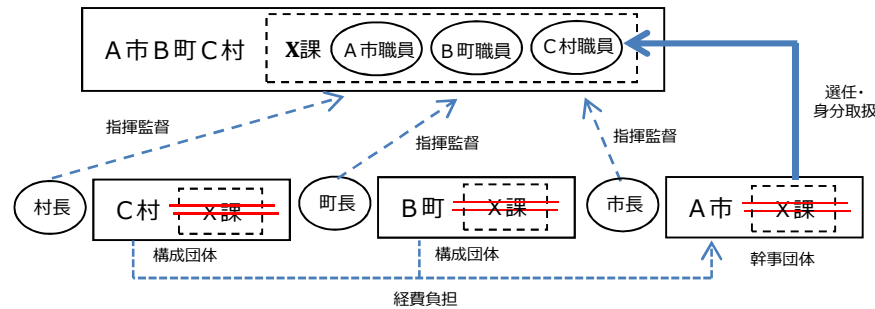 A市B町C村
X課
A市職員
B町職員
C村職員
選任・
身分取扱
指揮監督
指揮監督
指揮監督
村長
C村
X課
町長
B町
X課
市長
A市
X課
構成団体
構成団体
幹事団体
経費負担